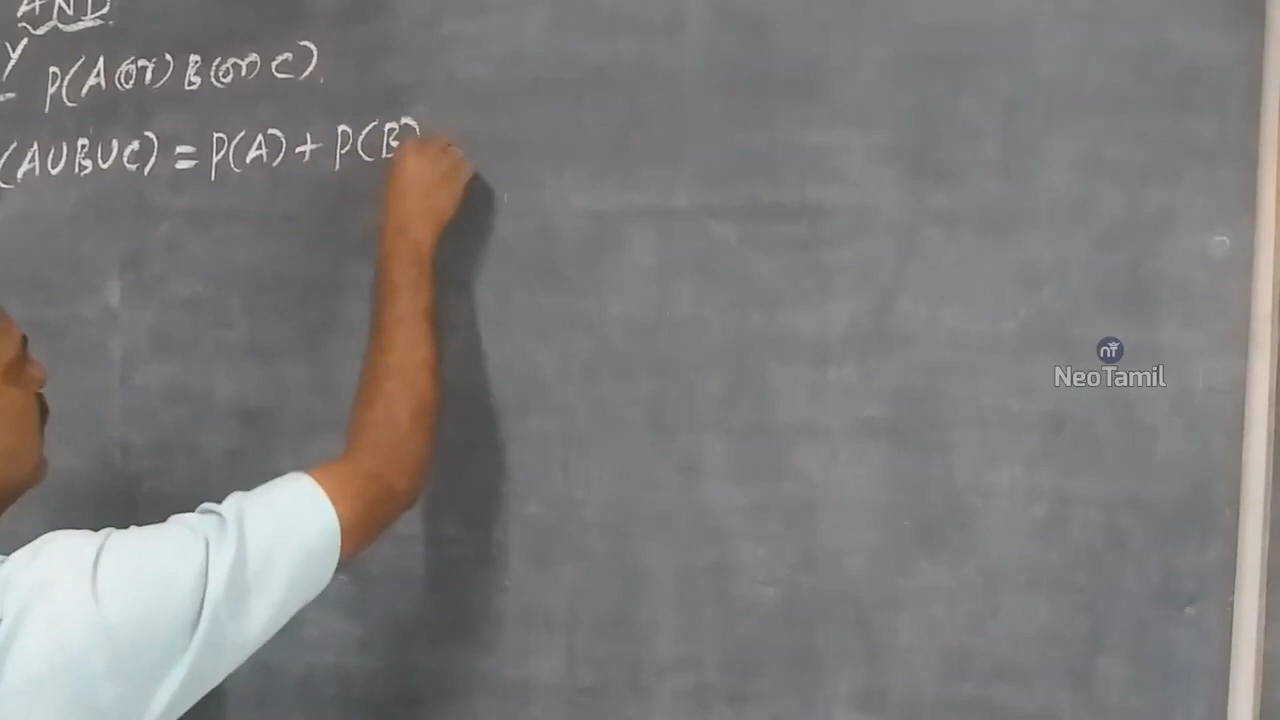 AND
P(A (or) B (or) C).
(AUBUC) = P(A) + P(B)
NeoTamil